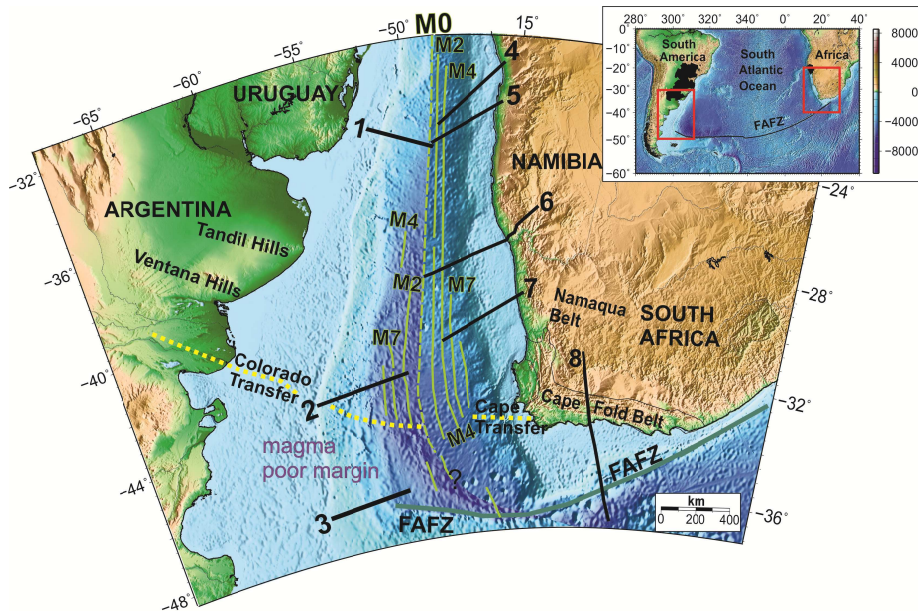 M0
−50
15
280 300 320 340 0 20 40
0
−10
−20
−30
−40
−50
−60
South
America
South
Atlantic
Ocean
Africa
FAFZ
8000
4000
0
−4000
−8000
−55
−60
−65
M2
4
M4
5
URUGUAY
1
−32
NAMIBIA
−24
6
ARGENTINA
Tandil Hills
M4
−36
Ventana Hills
M2
M7
7
−28
Namaqua
Belt
SOUTH
AFRICA
M7
8
−40
Colorado
Transfer
2
Cape
Transfer
Cape Fold Belt
−32
M4
magma
poor margin
?
FAFZ
−44
3
FAFZ
km
0 200 400
−36
−48